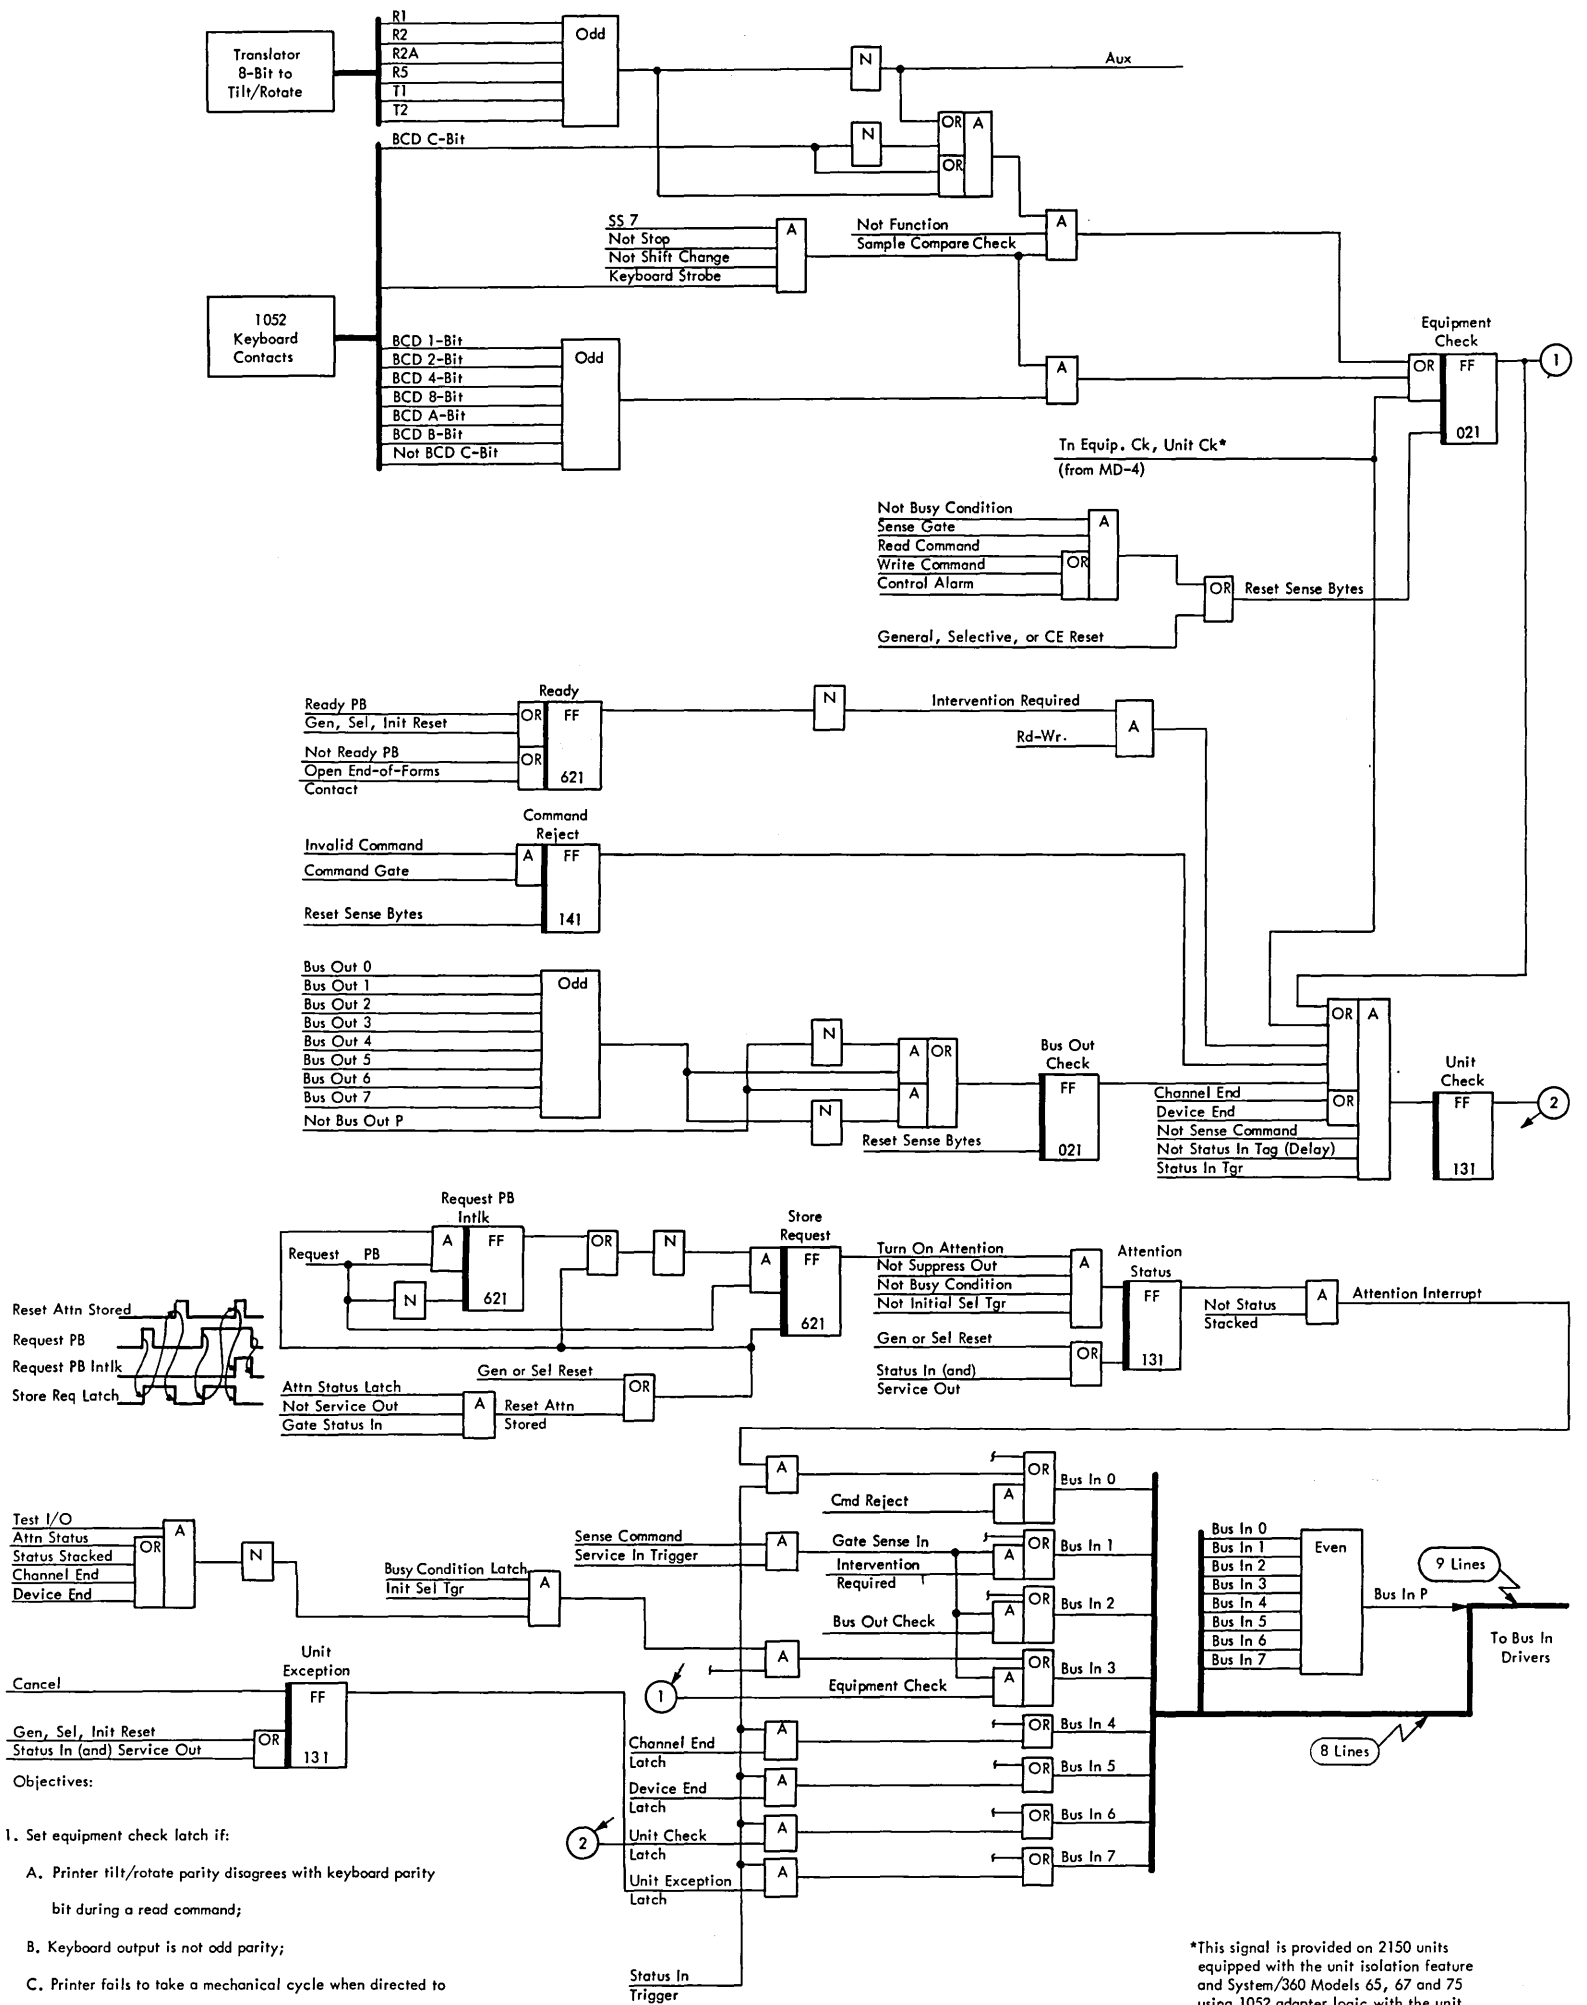 Translator
8-Bit to
Tilt/Rotate
R1
R2
R2A
R5
T1
T2
Odd
N
Aux
BCD C-Bit
N
OR
A
OR
SS 7
Not Stop
Not Shift Change
Keyboard Strobe
A
Not Function
Sample Compare Check
A
1052
Keyboard
Contacts
BCD 1-Bit
BCD 2-Bit
BCD 4-Bit
BCD 8-Bit
BCD A-Bit
BCD B-Bit
Not BCD C-Bit
Odd
A
Equipment
Check
OR
FF
021
1
Tn Equip. Ck, Unit Ck*
(from MD-4)
Not Busy Condition
Sense Gate
Read Command
Write Command
Control Alarm
A
OR
OR
Reset Sense Bytes
General, Selective, or CE Reset
Ready
Ready PB
Gen, Sel, Init Reset
Not Ready PB
Open End-of-Forms
Contact
OR
OR
FF
621
N
Intervention Required
Rd-Wr.
A
Command
Reject
Invalid Command
Command Gate
Reset Sense Bytes
A
FF
141
Bus Out 0
Bus Out 1
Bus Out 2
Bus Out 3
Bus Out 4
Bus Out 5
Bus Out 6
Bus Out 7
Not Bus Out P
Odd
N
N
A
OR
A
Bus Out
Check
FF
021
Reset Sense Bytes
OR
A
Channel End
OR
Device End
Not Sense Command
Not Status In Tag (Delay)
Status In Tgr
Unit
Check
FF
131
2
Request PB
Intlk
A
FF
621
Request PB
N
OR
N
Store
Request
A
FF
621
Turn On Attention
Not Suppress Out
Not Busy Condition
Not Initial Sel Tgr
A
Attention
Status
FF
131
Gen or Sel Reset
Status In (and)
Service Out
OR
Not Status
Stacked
A
Attention Interrupt
Reset Attn Stored
Request PB
Request PB Intlk
Store Req Latch
Gen or Sel Reset
Attn Status Latch
Not Service Out
Gate Status In
A
Reset Attn
Stored
OR
A
OR
Bus In 0
Cmd Reject
A
Test I/O
Attn Status
Status Stacked
Channel End
Device End
OR
A
N
Sense Command
Service In Trigger
A
Gate Sense In
OR
Bus In 1
Intervention
Required
A
Busy Condition Latch
Init Sel Tgr
A
OR
Bus In 2
Bus Out Check
A
A
OR
Bus In 3
1
Equipment Check
A
Bus In 0
Bus In 1
Bus In 2
Bus In 3
Bus In 4
Bus In 5
Bus In 6
Bus In 7
Even
Bus In P
9 Lines
To Bus In
Drivers
8 Lines
Unit
Exception
Cancel
Gen, Sel, Init Reset
Status In (and) Service Out
OR
FF
131
Channel End
Latch
A
OR
Bus In 4
Device End
Latch
A
OR
Bus In 5
2
Unit Check
Latch
A
OR
Bus In 6
Unit Exception
Latch
A
OR
Bus In 7
Status In
Trigger
Objectives:
1. Set equipment check latch if:
A. Printer tilt/rotate parity disagrees with keyboard parity
bit during a read command;
B. Keyboard output is not odd parity;
C. Printer fails to take a mechanical cycle when directed to
*This signal is provided on 2150 units
equipped with the unit isolation feature
and System/360 Models 65, 67 and 75
using 1052 adapter logic with the unit